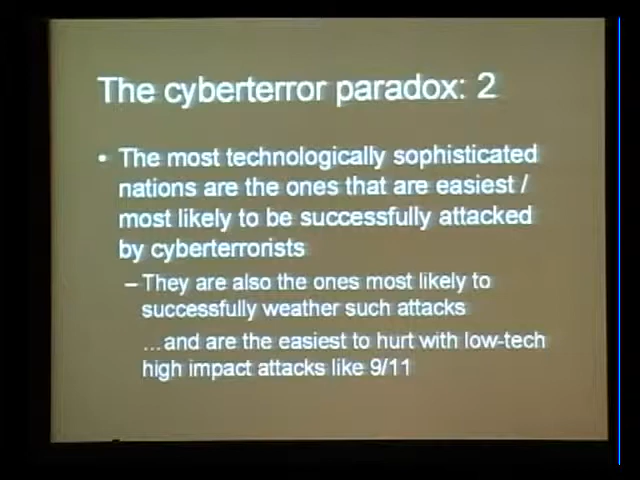 The cyberterror paradox: 2
• The most technologically sophisticated
nations are the ones that are easiest /
most likely to be successfully attacked
by cyberterrorists
– They are also the ones most likely to
successfully weather such attacks
...and are the easiest to hurt with low-tech
high impact attacks like 9/11